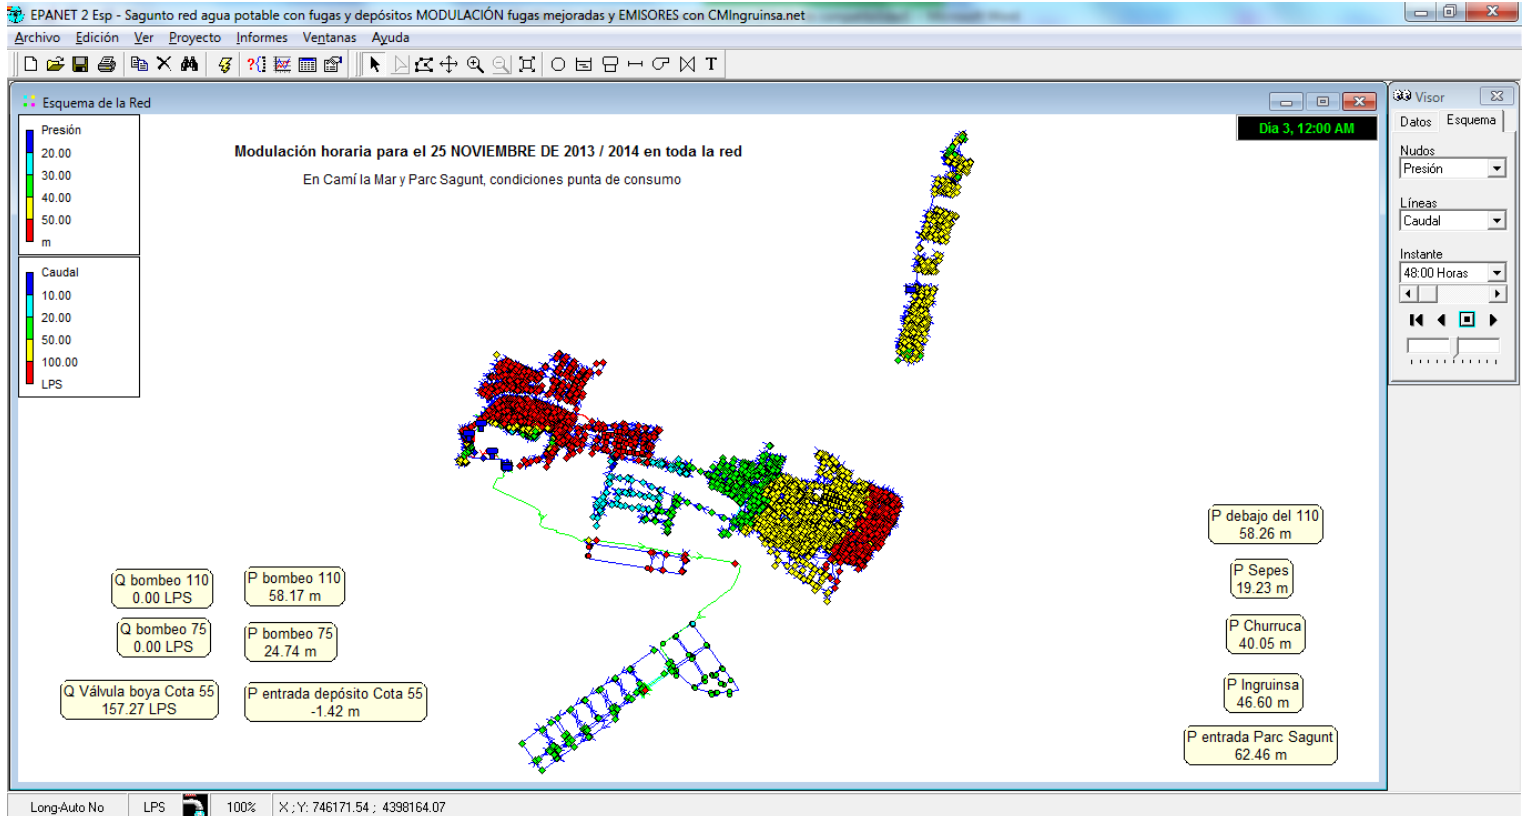 EPANET 2 Esp - Sagunto red agua potable con fugas y depósitos MODULACIÓN fugas mejoradas y EMISORES con CMIngruinsa.net
Archivo Edición Ver Proyecto Informes Ventanas Ayuda
T
Esquema de la Red
Presión
20.00
30.00
40.00
50.00
m
Caudal
10.00
20.00
50.00
100.00
LPS
Modulación horaria para el 25 NOVIEMBRE DE 2013 / 2014 en toda la red
En Camí la Mar y Parc Sagunt, condiciones punta de consumo
Día 3, 12:00 AM
Q bombeo 110
0.00 LPS
P bombeo 110
58.17 m
Q bombeo 75
0.00 LPS
P bombeo 75
24.74 m
Q Válvula boya Cota 55
157.27 LPS
P entrada depósito Cota 55
-1.42 m
P debajo del 110
58.26 m
P Sepes
19.23 m
P Churruca
40.05 m
P Ingruinsa
46.60 m
P entrada Parc Sagunt
62.46 m
Visor
Datos Esquema
Nudos
Presión
Líneas
Caudal
Instante
48:00 Horas
Long-Auto No LPS 100% X ; Y: 746171.54 ; 4398164.07